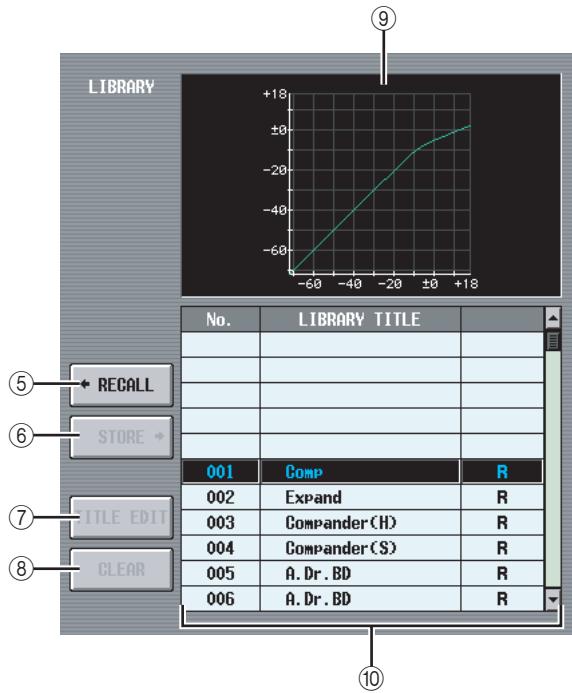 ⑨
LIBRARY
+18
±0
-20
-40
-60
-60 -40 -20 ±0 +18
No. LIBRARY TITLE
⑤ ← RECALL
⑥ STORE →
001 Comp R
002 Expand R
⑦ TITLE EDIT
003 Compander(H) R
004 Compander(S) R
⑧ CLEAR
005 A.Dr.BD R
006 A.Dr.BD R
⑩